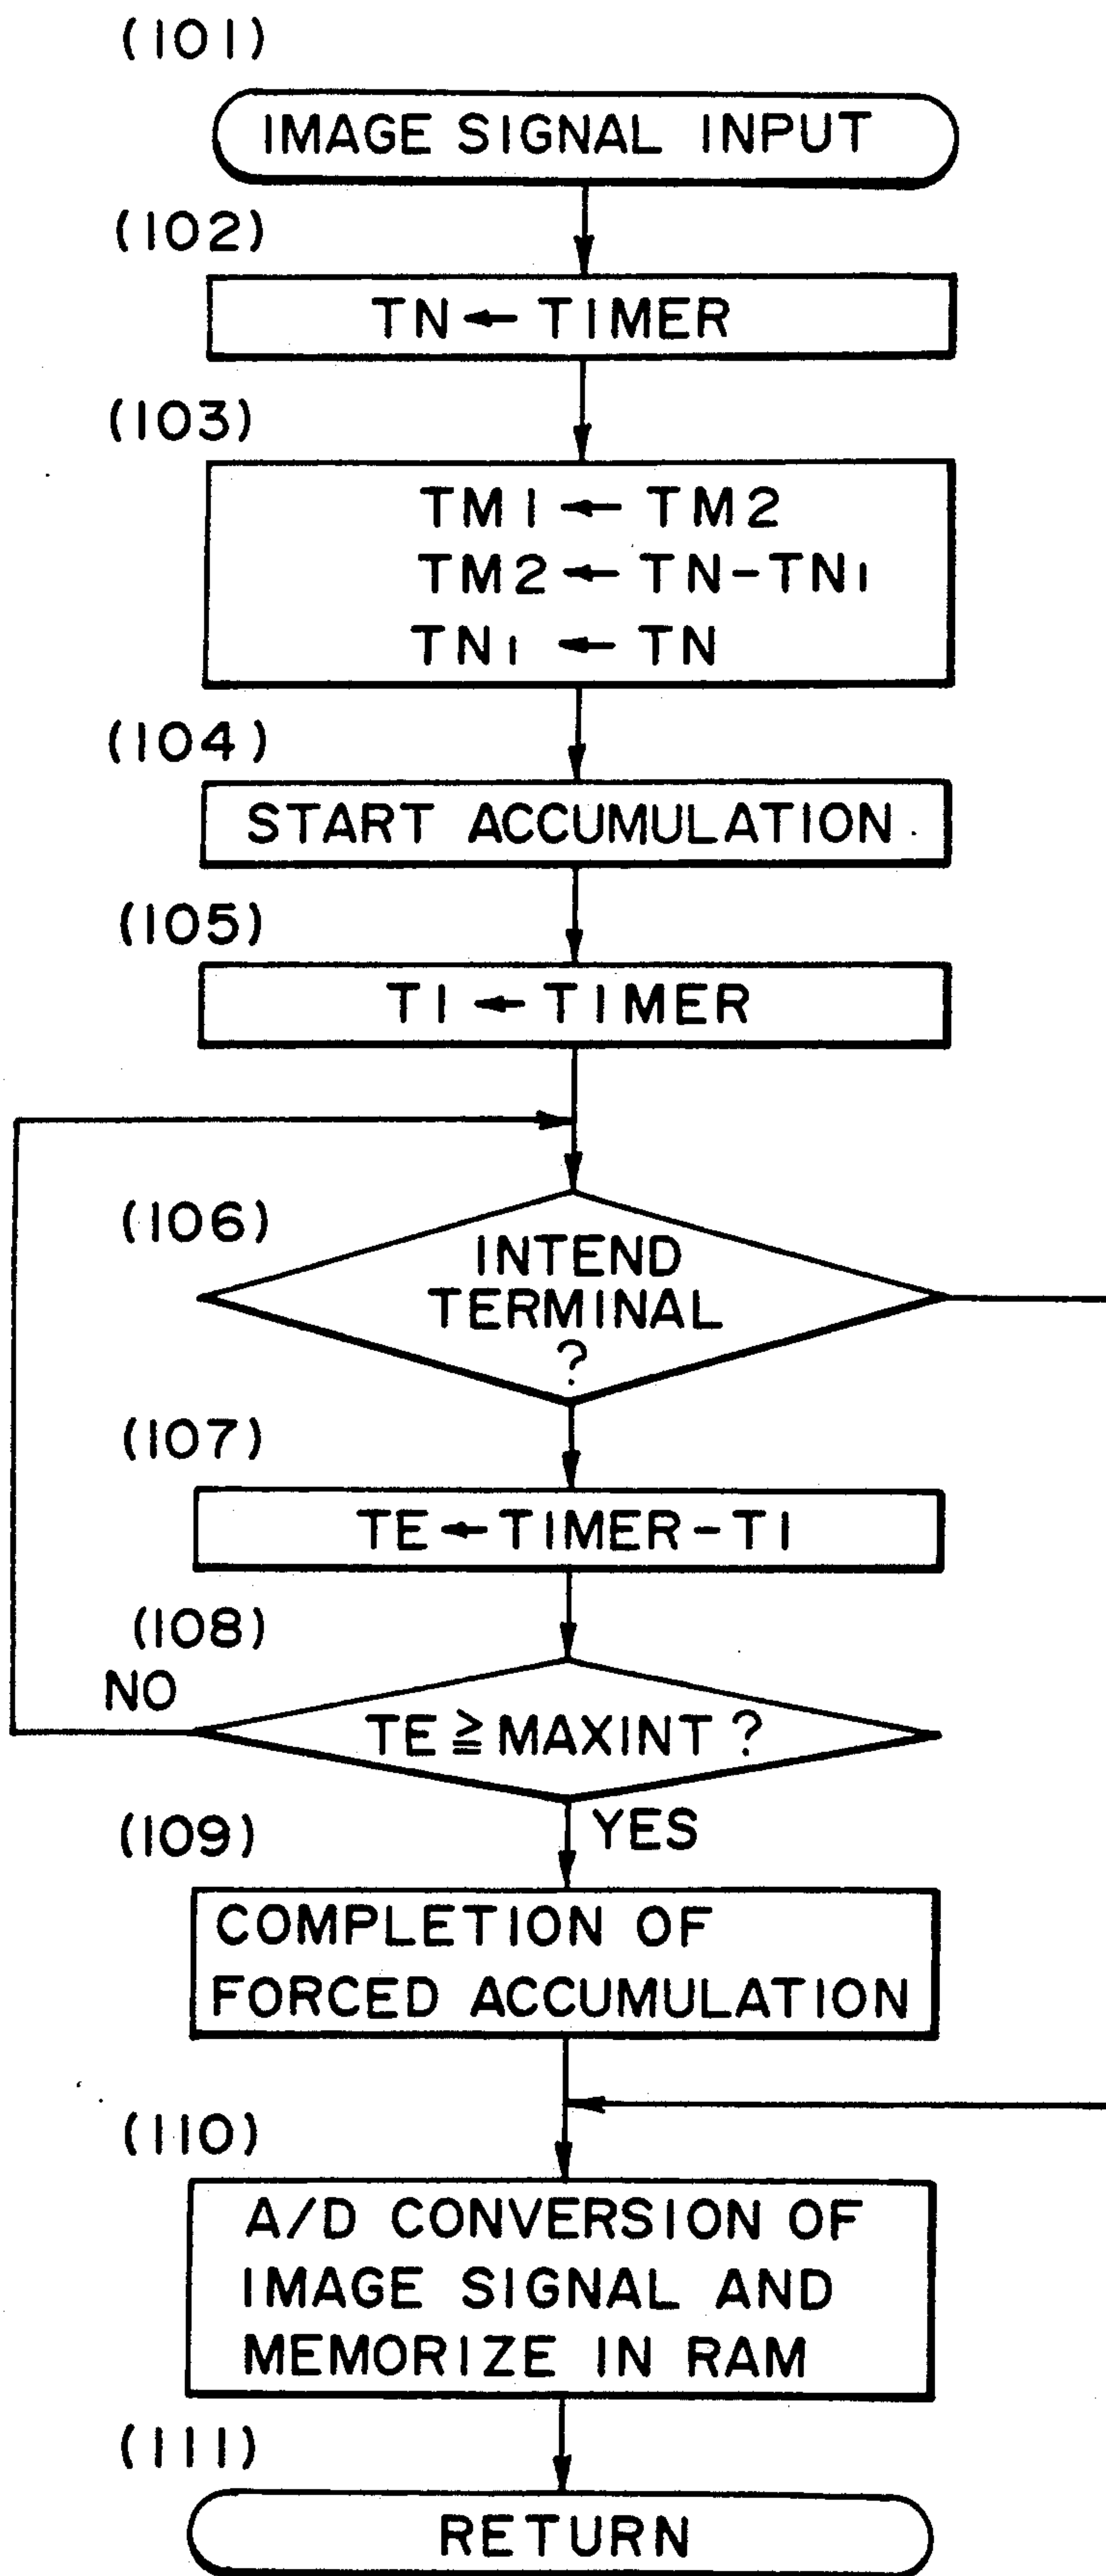 (101)
IMAGE SIGNAL INPUT
(102)
TN ← TIMER
(103)
TM1 ← TM2
TM2 ← TN-TN1
TN1 ← TN
(104)
START ACCUMULATION
(105)
T1 ← TIMER
(106)
INTEND
TERMINAL
?
(107)
TE ← TIMER-T1
(108)
NO
TE ≧ MAXINT ?
YES
(109)
COMPLETION OF
FORCED ACCUMULATION
(110)
A/D CONVERSION OF
IMAGE SIGNAL AND
MEMORIZE IN RAM
(111)
RETURN